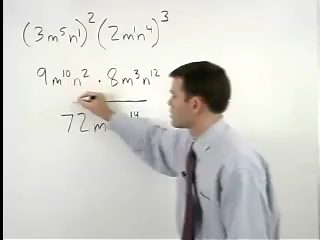 (3m⁵n¹)² (2m¹n⁴)³
9m¹⁰n² · 8m³n¹²
72m ¹⁴